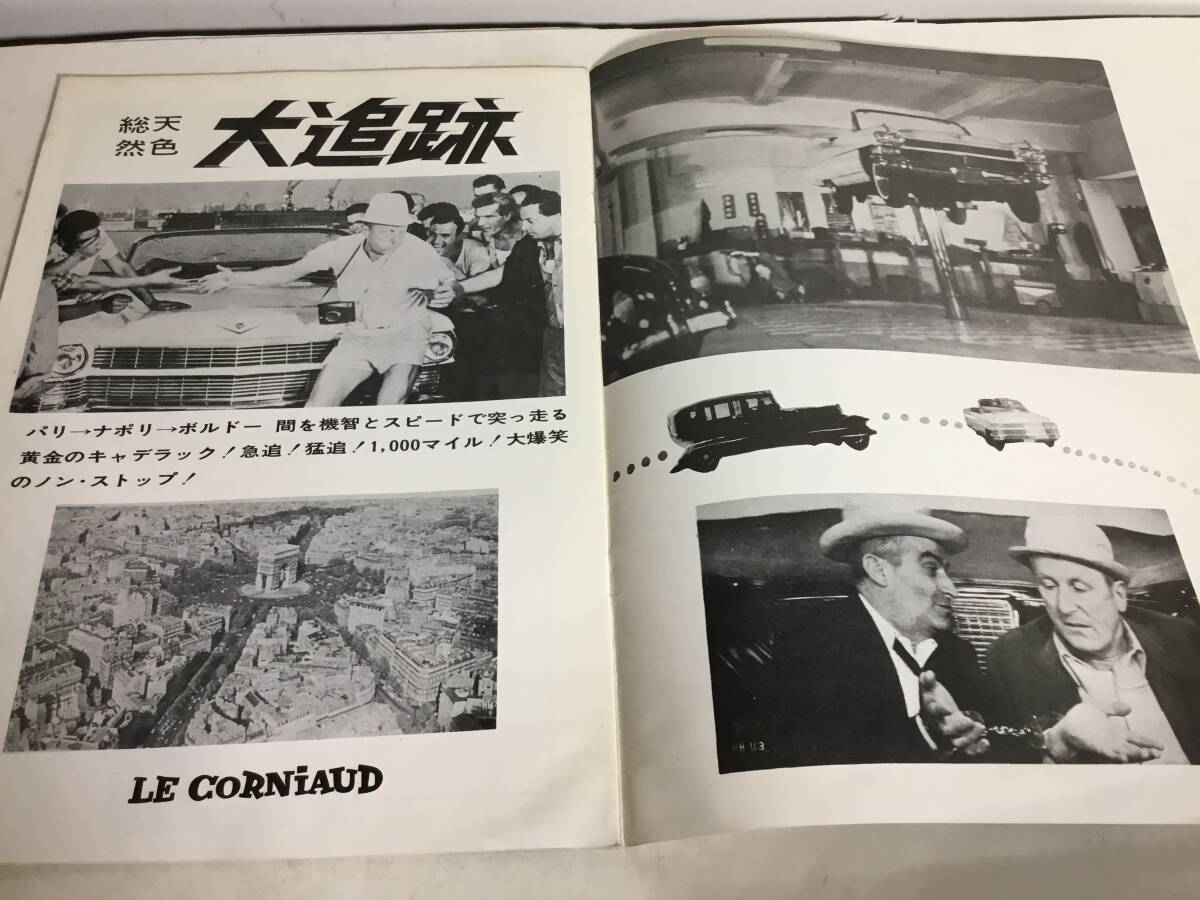 総天
然色
大追跡
パリ→ナポリ→ボルドー 間を機智とスピードで突っ走る
黄金のキャデラック!急追!猛追!1,000マイル!大爆笑
のノン・ストップ!
LE CORNiAUD